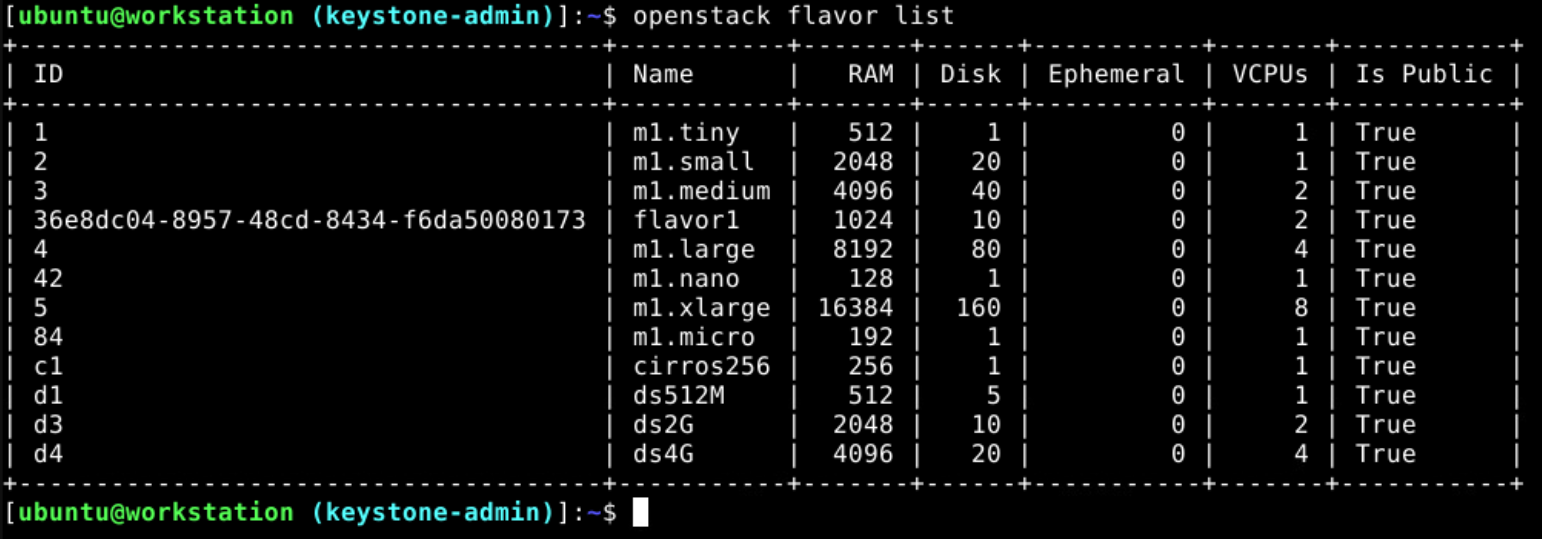 [ubuntu@workstation (keystone-admin)]:~$ openstack flavor list
+--------------------------------------+-----------+-------+------+-----------+-------+-----------+
| ID                                   | Name      |   RAM | Disk | Ephemeral | VCPUs | Is Public |
+--------------------------------------+-----------+-------+------+-----------+-------+-----------+
| 1                                    | m1.tiny   |   512 |    1 |         0 |     1 | True      |
| 2                                    | m1.small  |  2048 |   20 |         0 |     1 | True      |
| 3                                    | m1.medium |  4096 |   40 |         0 |     2 | True      |
| 36e8dc04-8957-48cd-8434-f6da50080173 | flavor1   |  1024 |   10 |         0 |     2 | True      |
| 4                                    | m1.large  |  8192 |   80 |         0 |     4 | True      |
| 42                                   | m1.nano   |   128 |    1 |         0 |     1 | True      |
| 5                                    | m1.xlarge | 16384 |  160 |         0 |     8 | True      |
| 84                                   | m1.micro  |   192 |    1 |         0 |     1 | True      |
| c1                                   | cirros256 |   256 |    1 |         0 |     1 | True      |
| d1                                   | ds512M    |   512 |    5 |         0 |     1 | True      |
| d3                                   | ds2G      |  2048 |   10 |         0 |     2 | True      |
| d4                                   | ds4G      |  4096 |   20 |         0 |     4 | True      |
+--------------------------------------+-----------+-------+------+-----------+-------+-----------+
[ubuntu@workstation (keystone-admin)]:~$